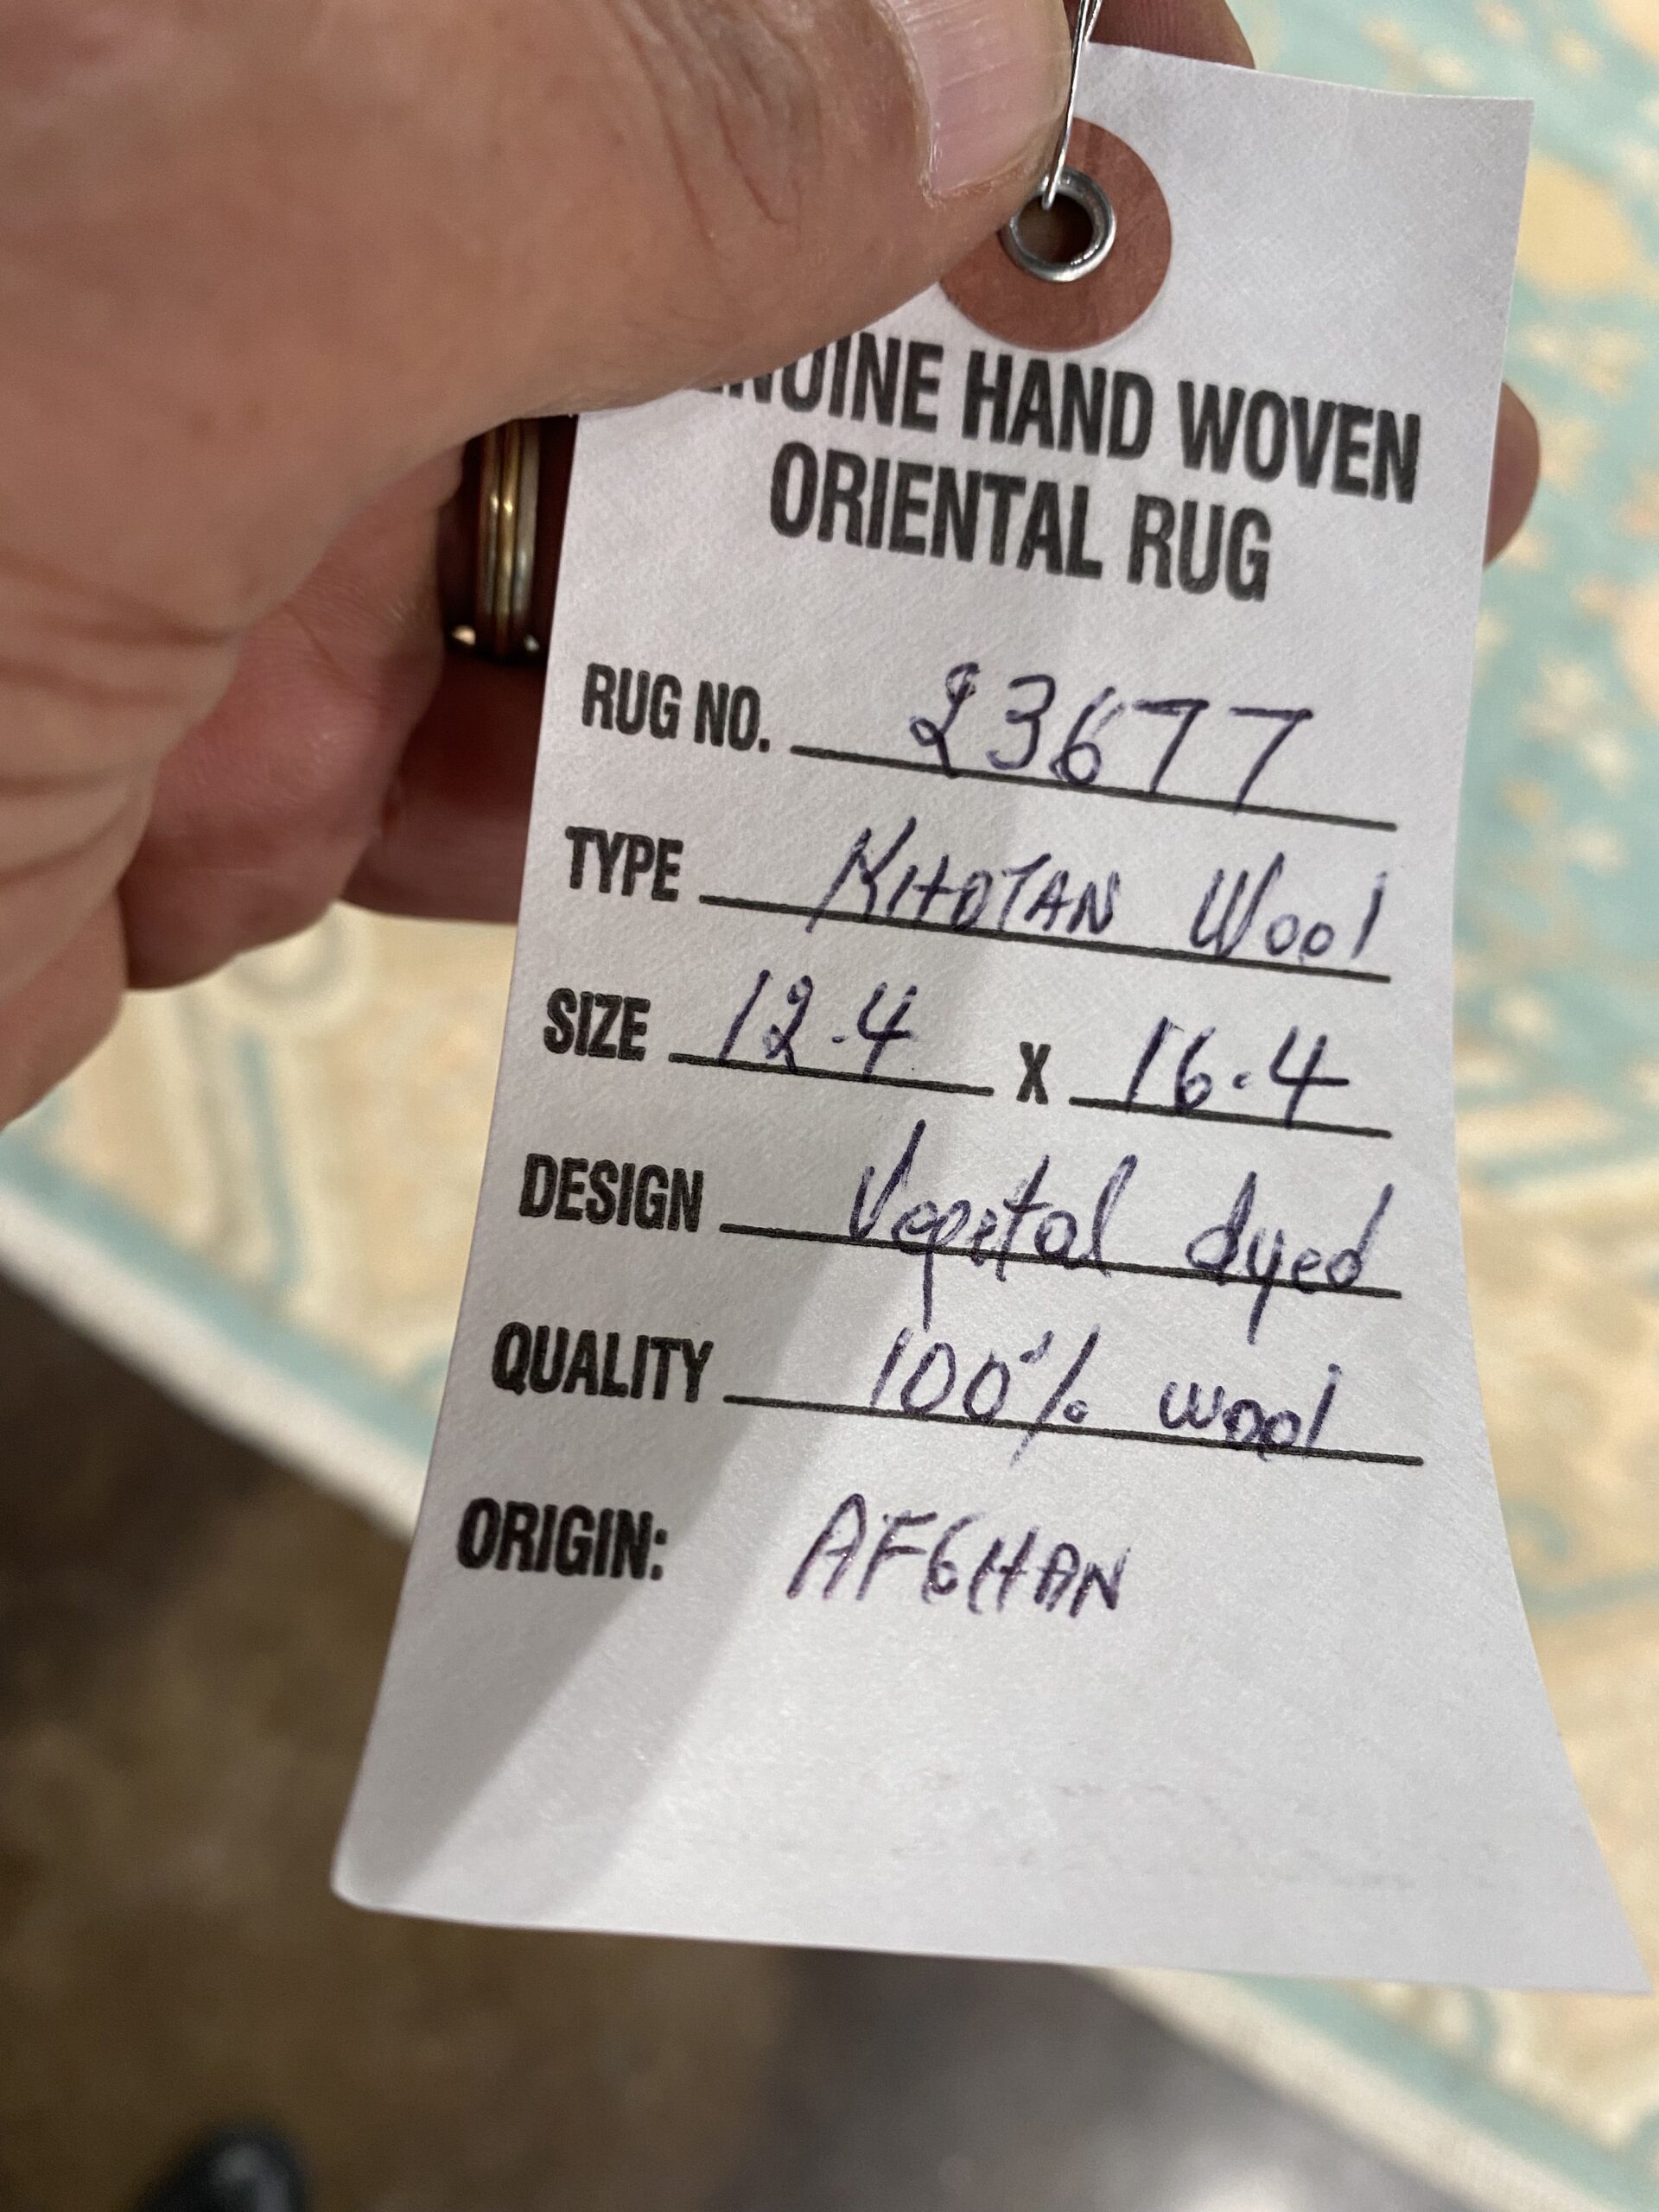 ENUINE HAND WOVEN
ORIENTAL RUG
RUG NO. 23677
TYPE KHOTAN Wool
SIZE 12.4 X 16.4
DESIGN Vegetal dyed
QUALITY 100% wool
ORIGIN: AFGHAN